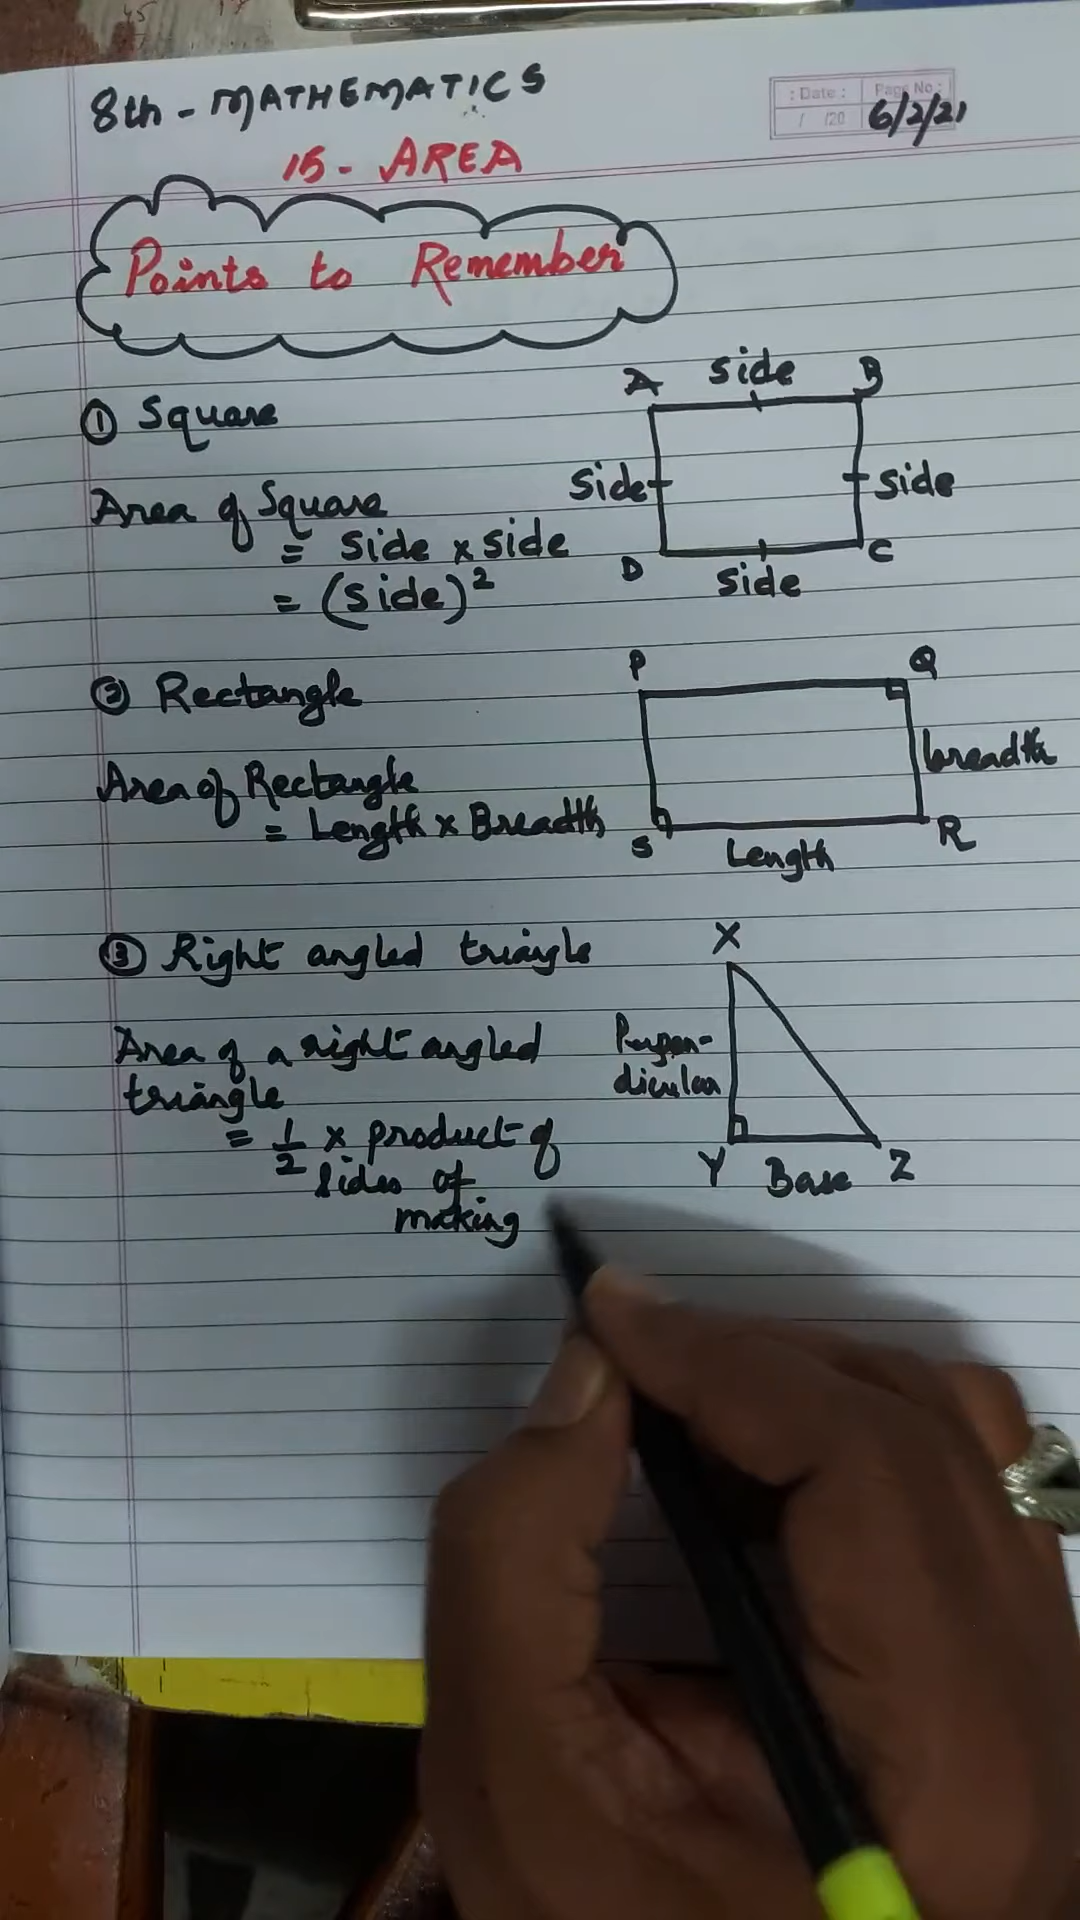 8th - MATHEMATICS
: Date :
Page No :
/ /20
6/2/21
15 - AREA
Points to Remember
① Square
A side B
Side
side
D side C
Area of Square
= side × side
= (side)²
② Rectangle
P Q
breadth
S Length R
Area of Rectangle
= Length × Breadth
③ Right angled triangle
X
Perpen-
dicular
Y Base Z
Area of a right angled
triangle
= 1/2 × product of
sides of
making